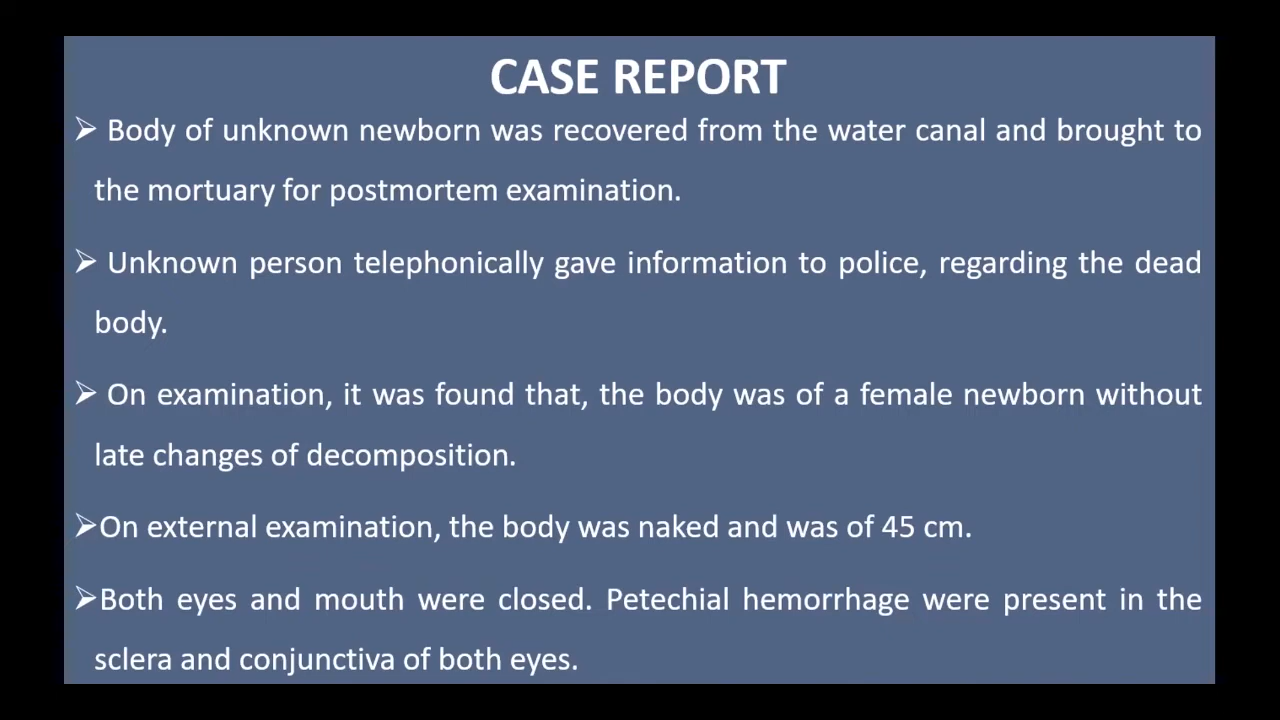 CASE REPORT
➢ Body of unknown newborn was recovered from the water canal and brought to
the mortuary for postmortem examination.
➢ Unknown person telephonically gave information to police, regarding the dead
body.
➢ On examination, it was found that, the body was of a female newborn without
late changes of decomposition.
➢On external examination, the body was naked and was of 45 cm.
➢Both eyes and mouth were closed. Petechial hemorrhage were present in the
sclera and conjunctiva of both eyes.